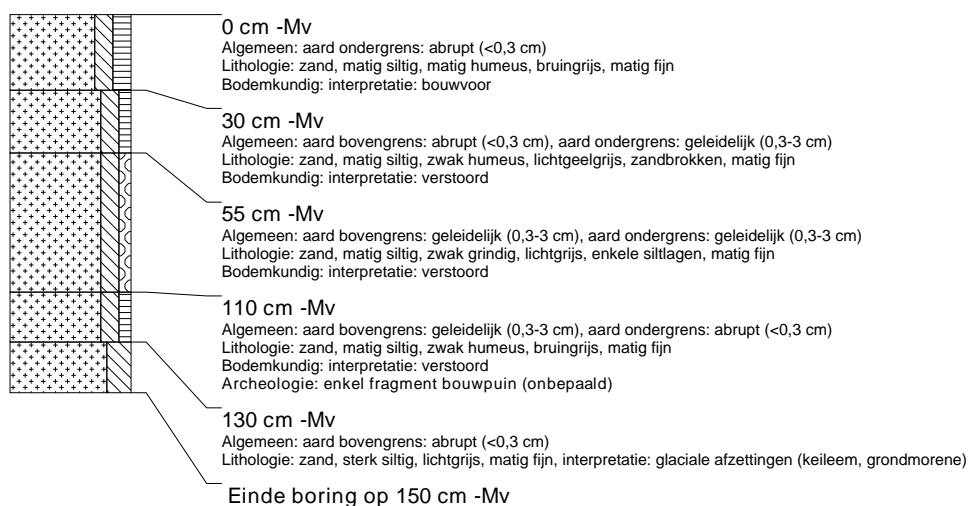 0 cm -Mv
Algemeen: aard ondergrens: abrupt (<0,3 cm)
Lithologie: zand, matig siltig, matig humeus, bruingrijs, matig fijn
Bodemkundig: interpretatie: bouwvoor
30 cm -Mv
Algemeen: aard bovengrens: abrupt (<0,3 cm), aard ondergrens: geleidelijk (0,3-3 cm)
Lithologie: zand, matig siltig, zwak humeus, lichtgeelgrijs, zandbrokken, matig fijn
Bodemkundig: interpretatie: verstoord
55 cm -Mv
Algemeen: aard bovengrens: geleidelijk (0,3-3 cm), aard ondergrens: geleidelijk (0,3-3 cm)
Lithologie: zand, matig siltig, zwak grindig, lichtgrijs, enkele siltlagen, matig fijn
Bodemkundig: interpretatie: verstoord
110 cm -Mv
Algemeen: aard bovengrens: geleidelijk (0,3-3 cm), aard ondergrens: abrupt (<0,3 cm)
Lithologie: zand, matig siltig, zwak humeus, bruingrijs, matig fijn
Bodemkundig: interpretatie: verstoord
Archeologie: enkel fragment bouwpuin (onbepaald)
130 cm -Mv
Algemeen: aard bovengrens: abrupt (<0,3 cm)
Lithologie: zand, sterk siltig, lichtgrijs, matig fijn, interpretatie: glaciale afzettingen (keileem, grondmorene)
Einde boring op 150 cm -Mv